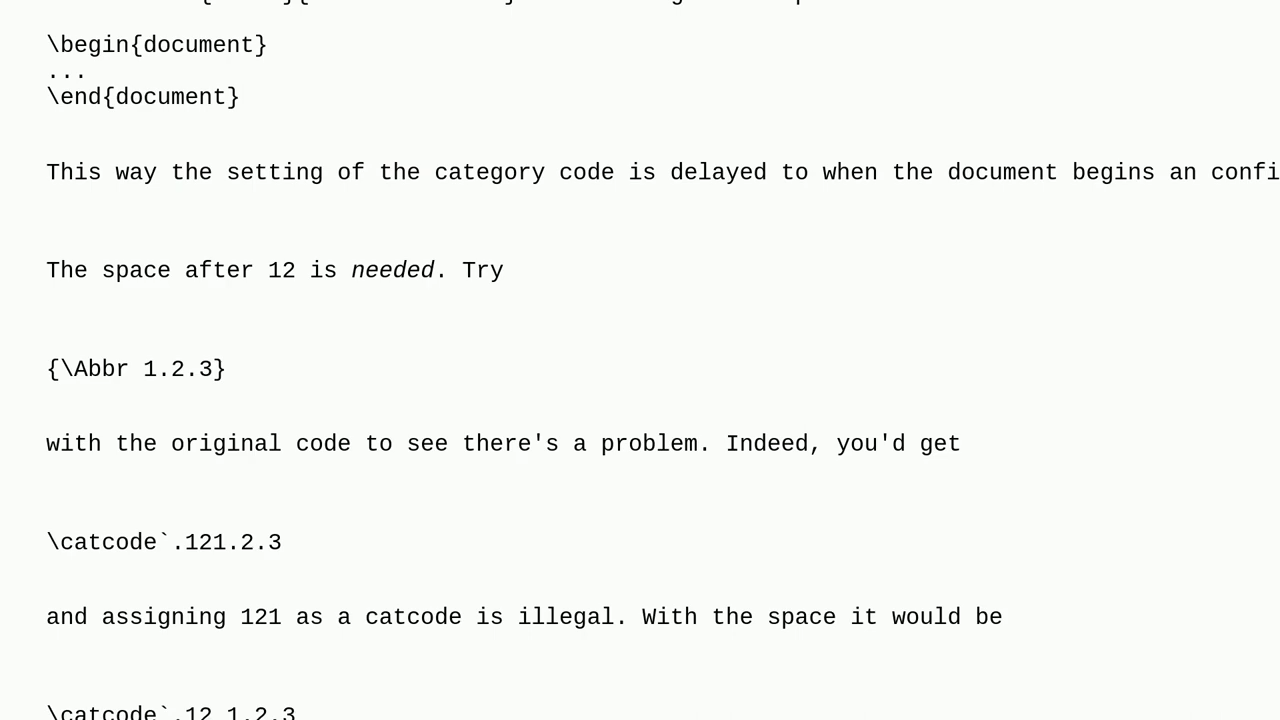 \begin{document}
...
\end{document}
This way the setting of the category code is delayed to when the document begins an confi
The space after 12 is needed. Try
{\Abbr 1.2.3}
with the original code to see there's a problem. Indeed, you'd get
\catcode`.121.2.3
and assigning 121 as a catcode is illegal. With the space it would be
\catcode`.12 1.2.3